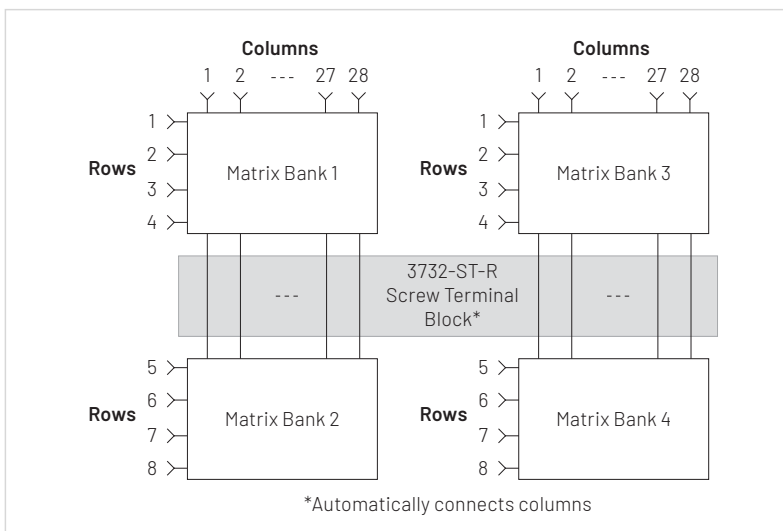 Columns Columns
1 2 --- 27 28 1 2 --- 27 28
1 1
2 2
Rows Matrix Bank 1 Rows Matrix Bank 3
3 3
4 4
3732-ST-R
--- Screw Terminal ---
Block*
5 5
6 6
Rows Matrix Bank 2 Rows Matrix Bank 4
7 7
8 8
*Automatically connects columns